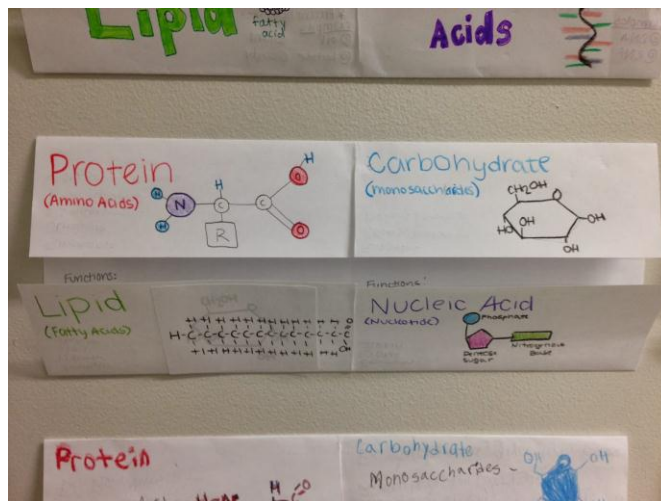 Lipid
fatty
acid
Acids
Protein
(Amino Acids)
H
H
N
H
C
R
C
O
H
O
Carbohydrate
(monosaccharides)
CH2OH
O
HO
OH
OH
OH
Functions:
Functions:
Lipid
(Fatty Acids)
H-C-C-C-C-C-C-C-C-C
Nucleic Acid
(Nucleotide)
Phosphate
Pentose
Sugar
Nitrogenous
Base
Protein
H
O
Carbohydrate
Monosaccharides -
OH
OH